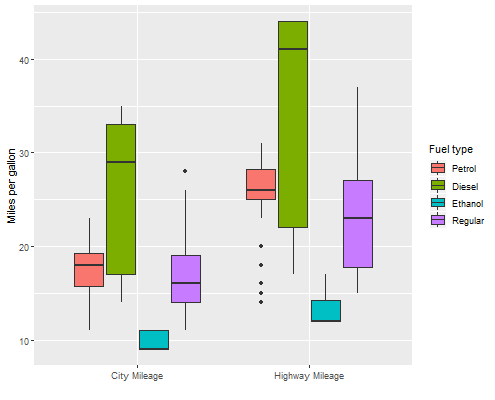 Miles per gallon
40
30
20
10
City Mileage
Highway Mileage
Fuel type
Petrol
Diesel
Ethanol
Regular